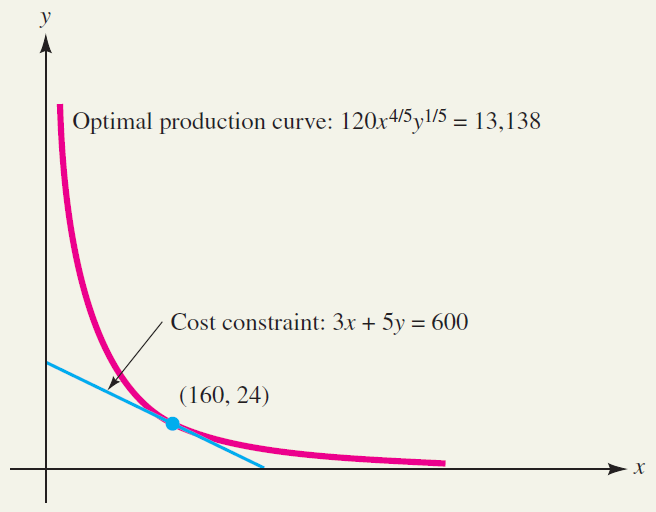 y
Optimal production curve: 120x^{4/5}y^{1/5} = 13,138
Cost constraint: 3x + 5y = 600
(160, 24)
x